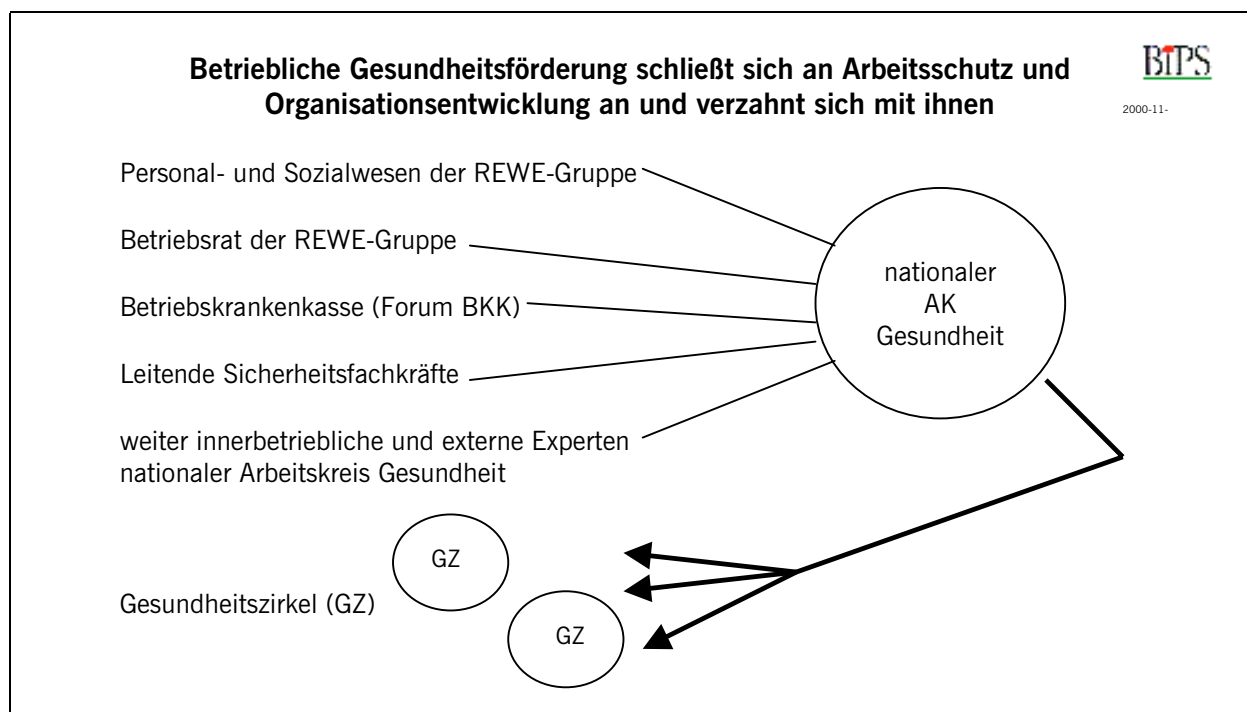 Betriebliche Gesundheitsförderung schließt sich an Arbeitsschutz und
Organisationsentwicklung an und verzahnt sich mit ihnen
BIPS
2000-11-
Personal- und Sozialwesen der REWE-Gruppe
Betriebsrat der REWE-Gruppe
Betriebskrankenkasse (Forum BKK)
Leitende Sicherheitsfachkräfte
weiter innerbetriebliche und externe Experten
nationaler Arbeitskreis Gesundheit
nationaler
AK
Gesundheit
GZ
Gesundheitszirkel (GZ)
GZ